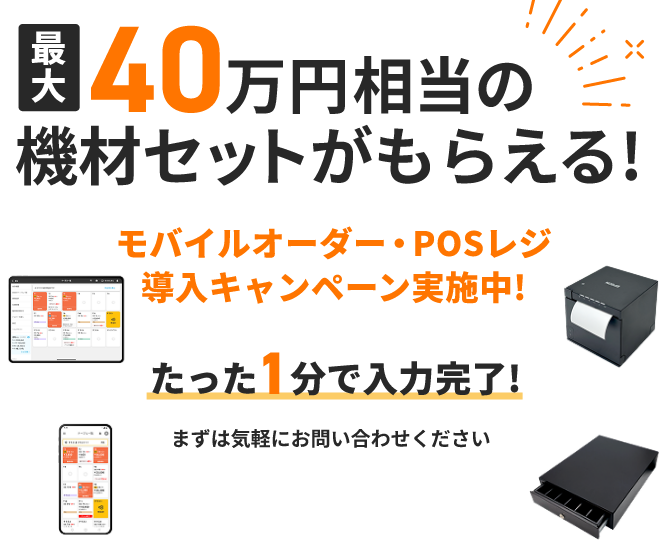 最大40万円相当の
機材セットがもらえる!
モバイルオーダー・POSレジ
導入キャンペーン実施中!
たった1分で入力完了!
まずは気軽にお問い合わせください